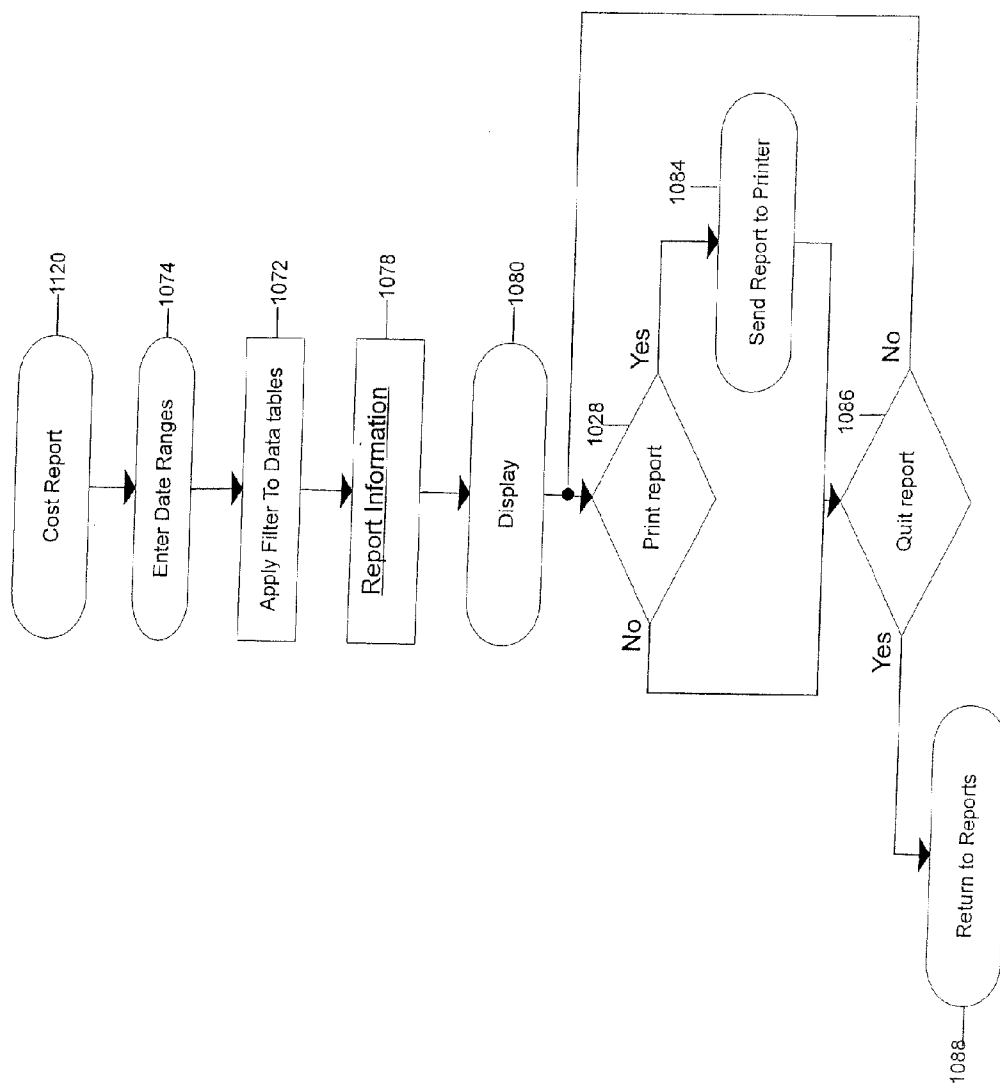 Cost Report
1120
Enter Date Ranges
1074
Apply Filter To Data tables
1072
Report Information
1078
Display
1080
Print report
1028
Yes
No
Send Report to Printer
1084
Quit report
1086
No
Yes
Return to Reports
1088